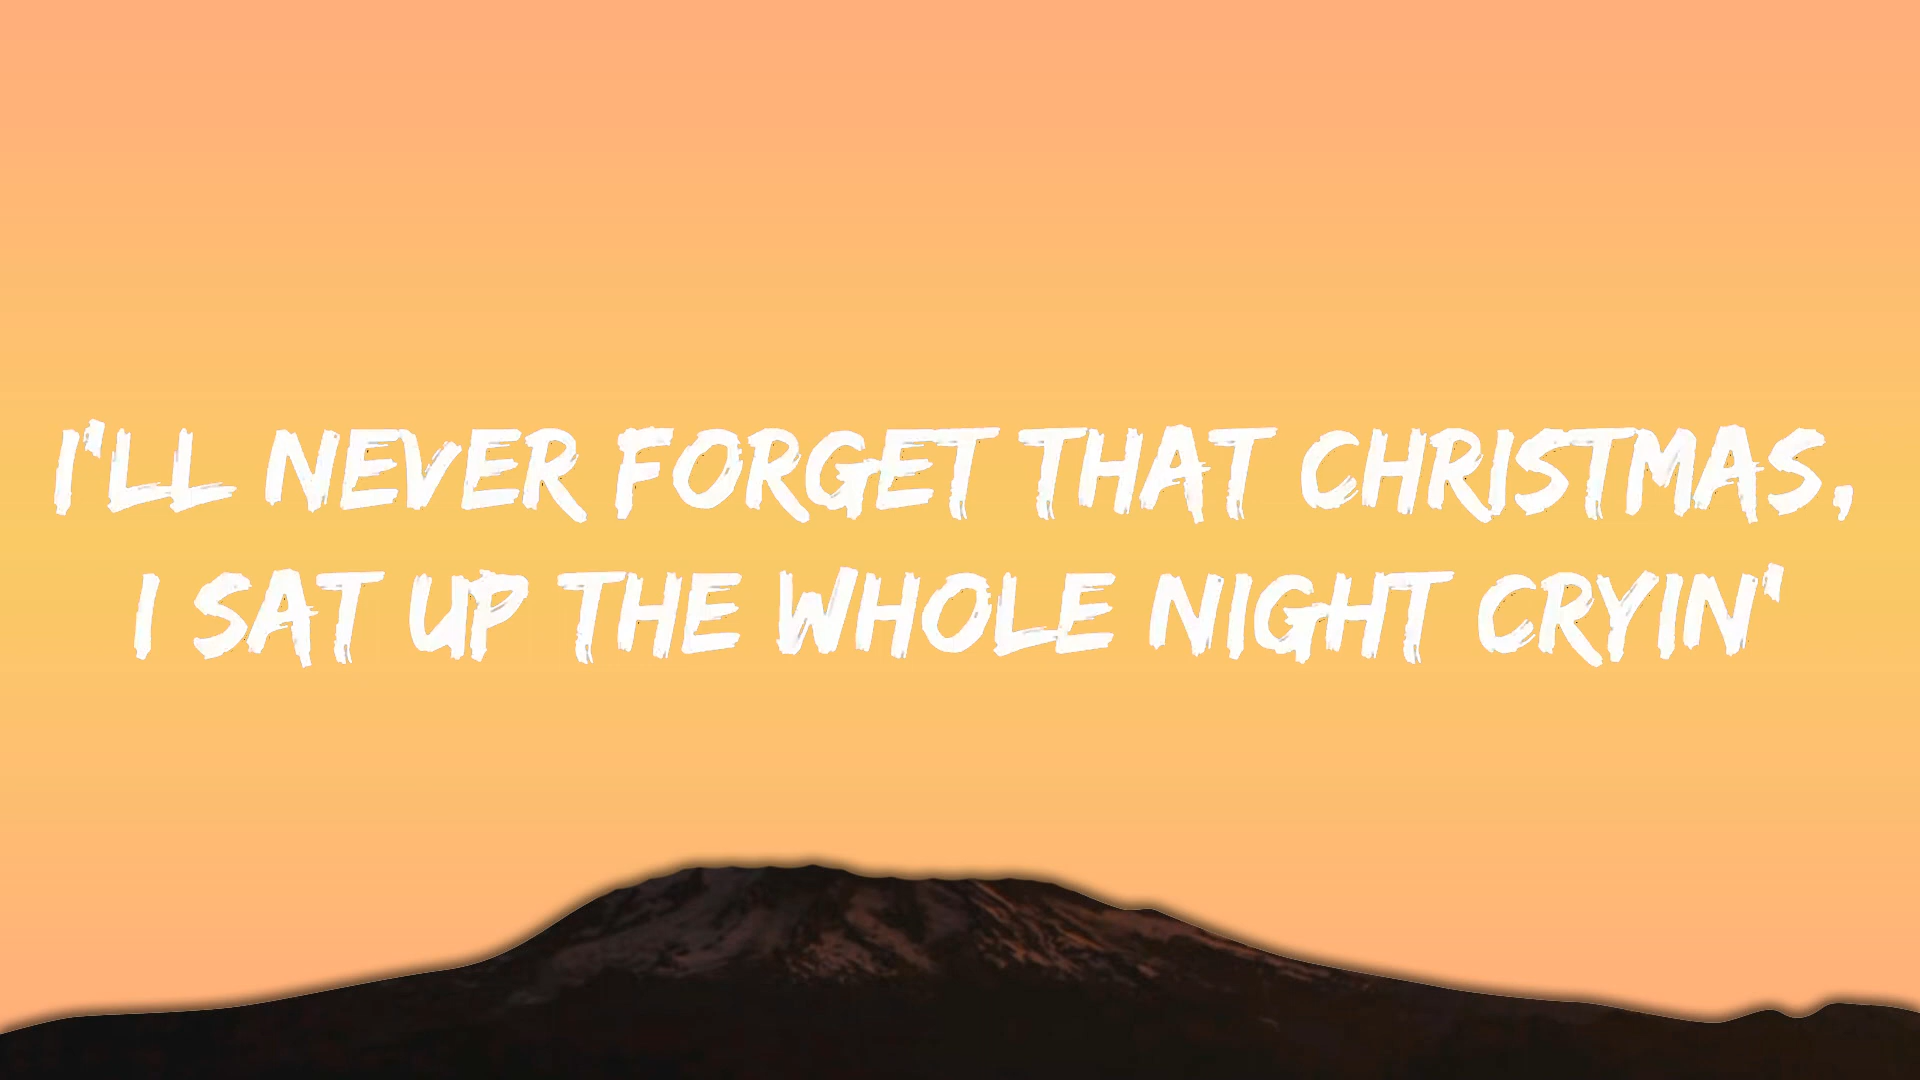 I'LL NEVER FORGET THAT CHRISTMAS,
I SAT UP THE WHOLE NIGHT CRYIN'